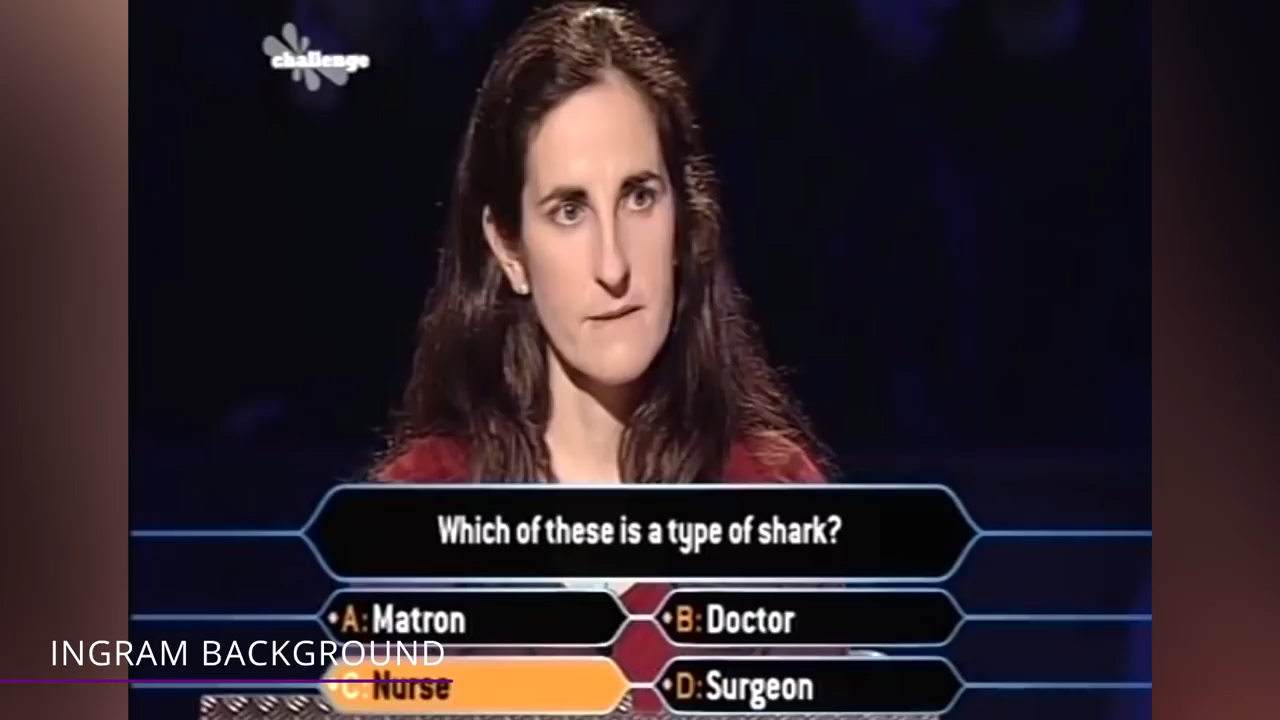 challenge
Which of these is a type of shark?
A: Matron
B: Doctor
INGRAM BACKGROUND
C: Nurse
D: Surgeon